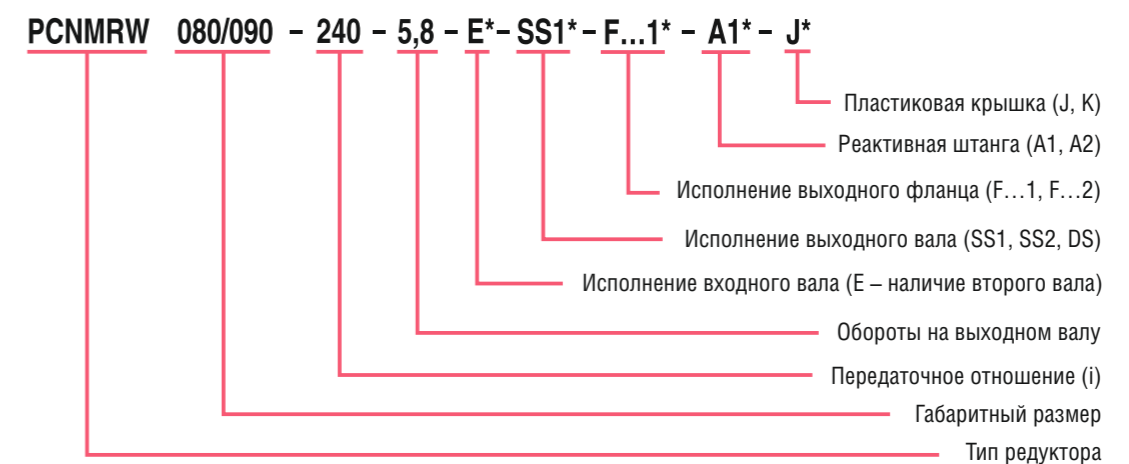 PCNMRW 080/090 – 240 – 5,8 – E*– SS1* – F...1* – A1* – J*
Пластиковая крышка (J, K)
Реактивная штанга (A1, A2)
Исполнение выходного фланца (F...1, F...2)
Исполнение выходного вала (SS1, SS2, DS)
Исполнение входного вала (E – наличие второго вала)
Обороты на выходном валу
Передаточное отношение (i)
Габаритный размер
Тип редуктора